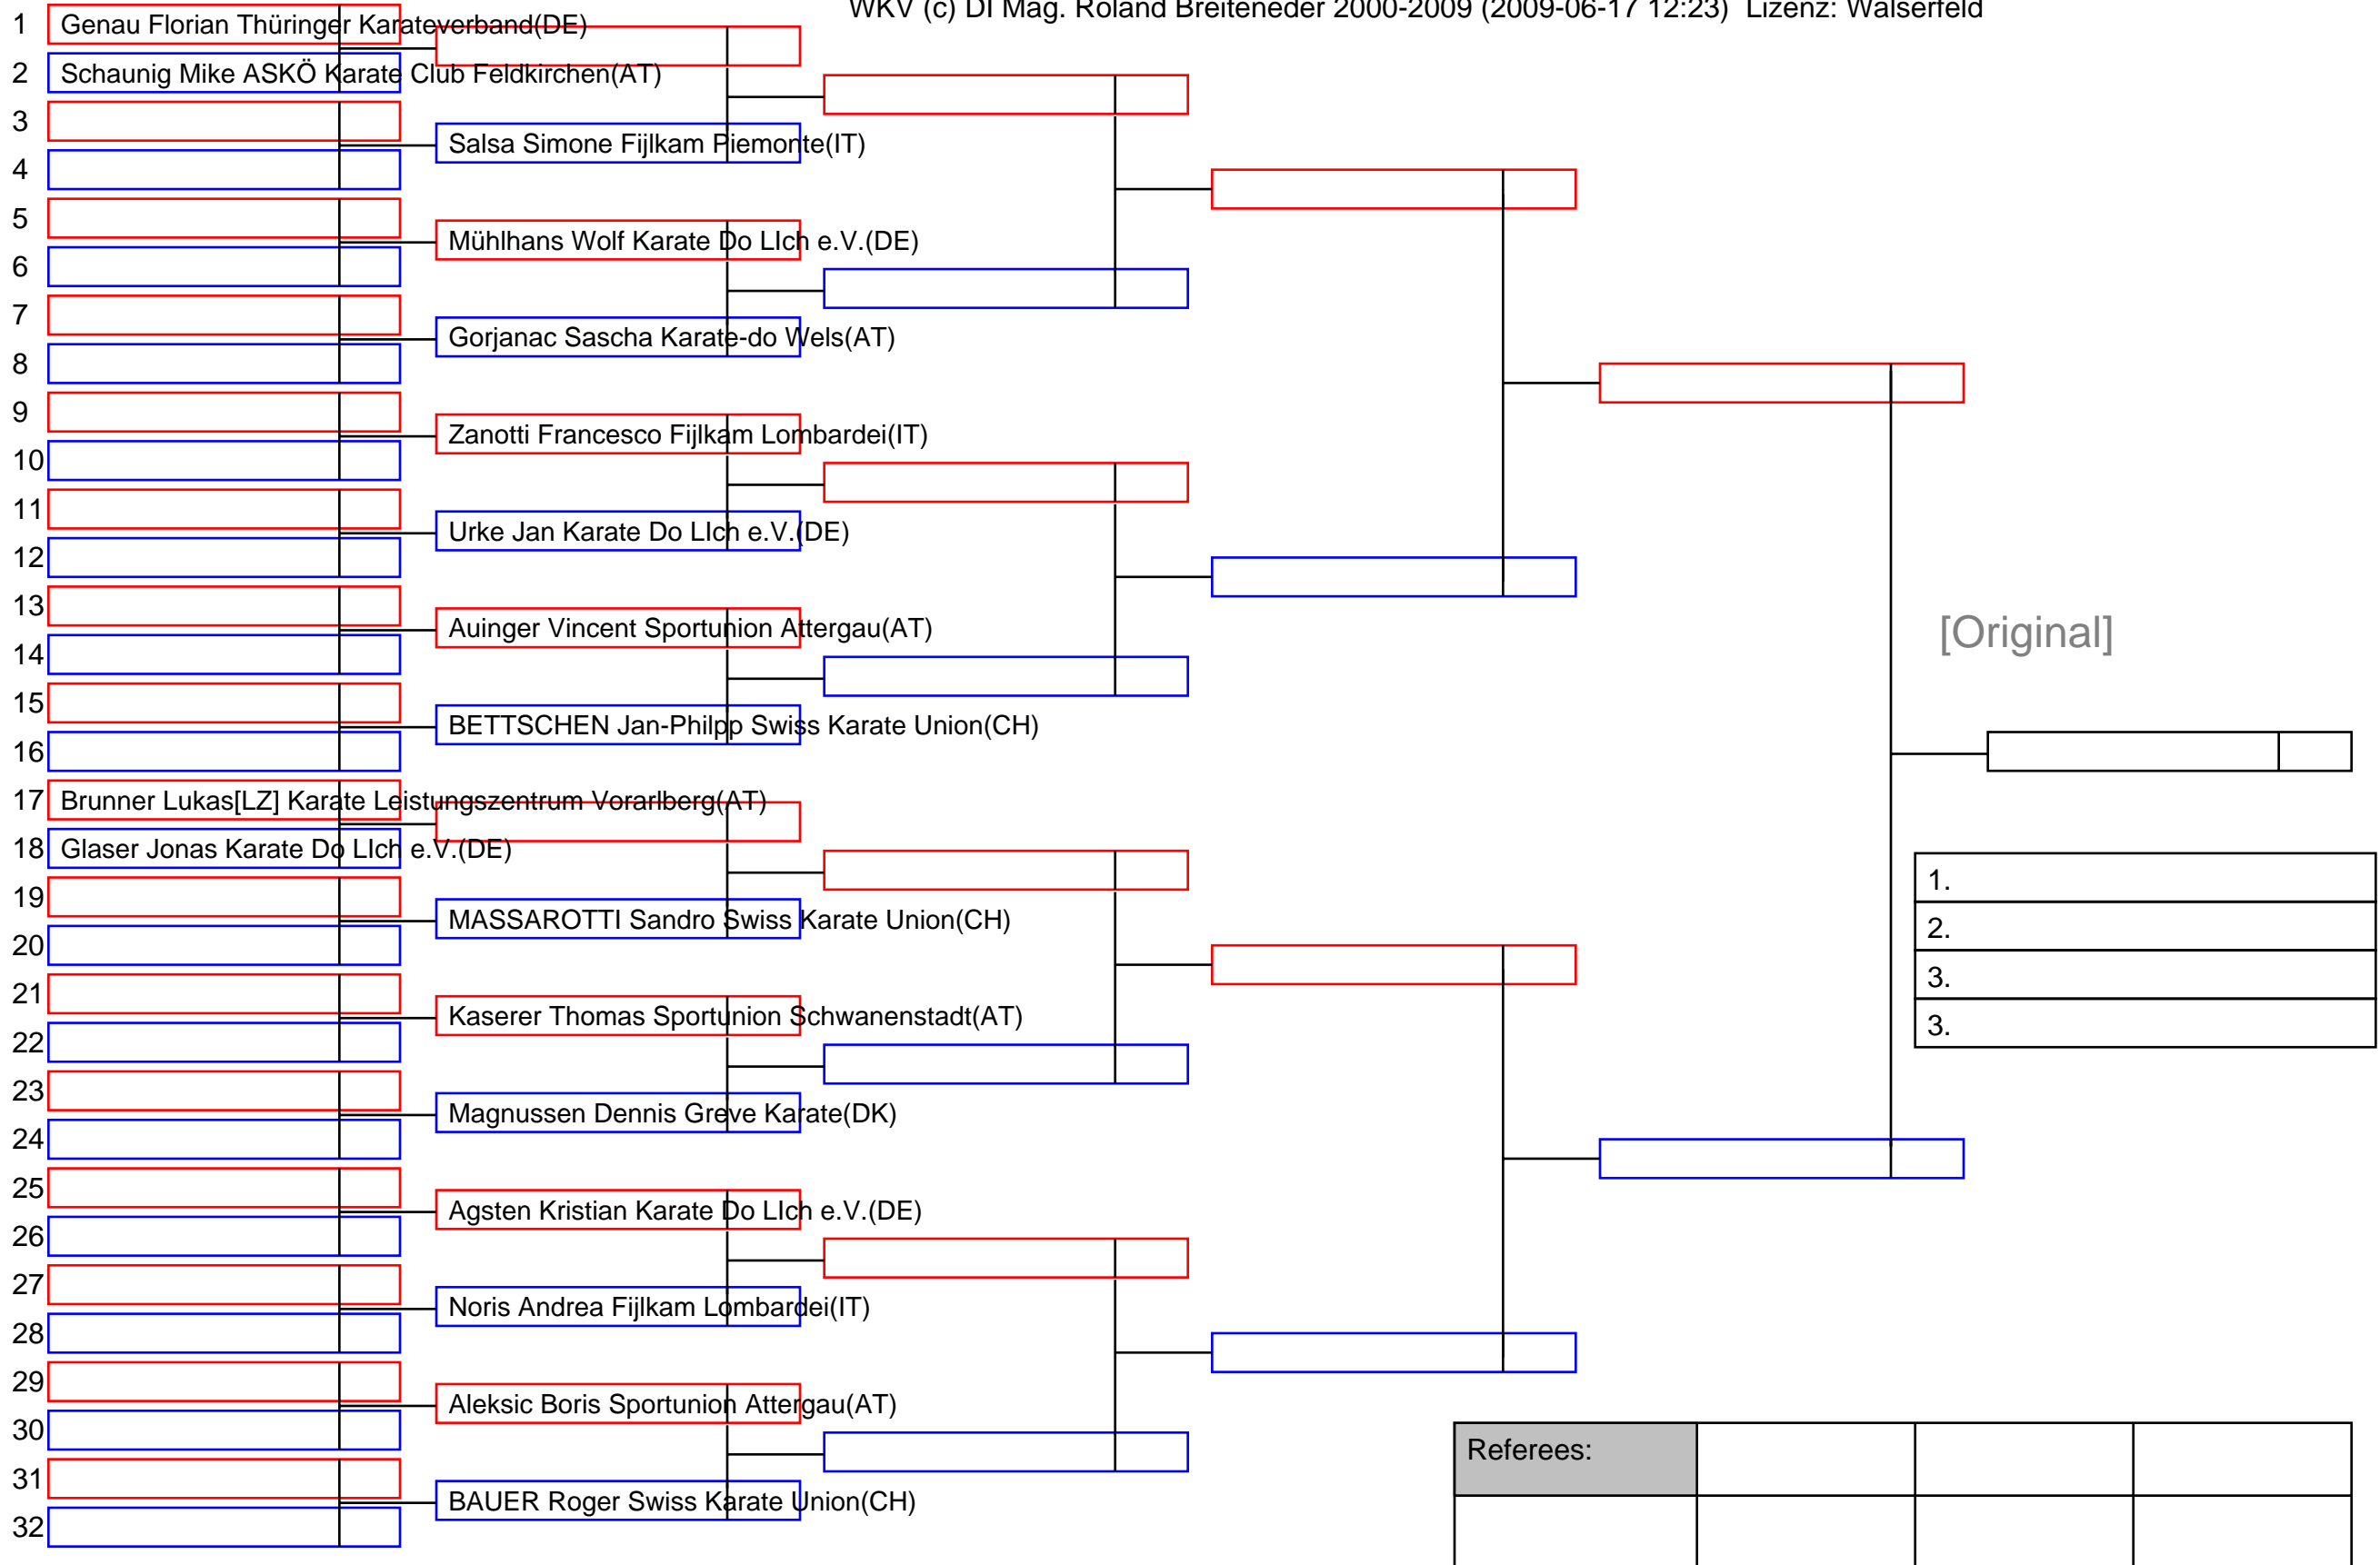 WKV (c) DI Mag. Roland Breiteneder 2000-2009 (2009-06-17 12:23) Lizenz: Walserfeld
1 Genau Florian Thüringer Karateverband(DE)
2 Schaunig Mike ASKÖ Karate Club Feldkirchen(AT)
3
Salsa Simone Fijlkam Piemonte(IT)
4
5
Mühlhans Wolf Karate Do LIch e.V.(DE)
6
7
Gorjanac Sascha Karate-do Wels(AT)
8
9
Zanotti Francesco Fijlkam Lombardei(IT)
10
11
Urke Jan Karate Do LIch e.V.(DE)
12
13
Auinger Vincent Sportunion Attergau(AT)
[Original]
14
15
BETTSCHEN Jan-Philpp Swiss Karate Union(CH)
16
17 Brunner Lukas[LZ] Karate Leistungszentrum Vorarlberg(AT)
18 Glaser Jonas Karate Do LIch e.V.(DE)
1.
19
MASSAROTTI Sandro Swiss Karate Union(CH)
2.
20
3.
21
Kaserer Thomas Sportunion Schwanenstadt(AT)
3.
22
23
Magnussen Dennis Greve Karate(DK)
24
25
Agsten Kristian Karate Do LIch e.V.(DE)
26
27
Noris Andrea Fijlkam Lombardei(IT)
28
29
Aleksic Boris Sportunion Attergau(AT)
30
Referees:
31
BAUER Roger Swiss Karate Union(CH)
32